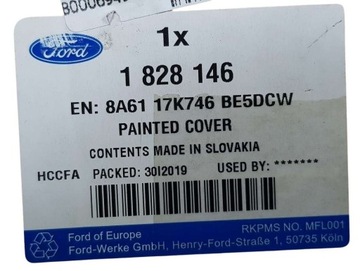 Ford
1x
1 828 146
EN: 8A61 17K746 BE5DCW
PAINTED COVER
CONTENTS MADE IN SLOVAKIA
HCCFA PACKED: 30I2019 USED BY: *******
Ford of Europe RKPMS NO. MFL001
Ford-Werke GmbH, Henry-Ford-Straße 1, 50735 Köln